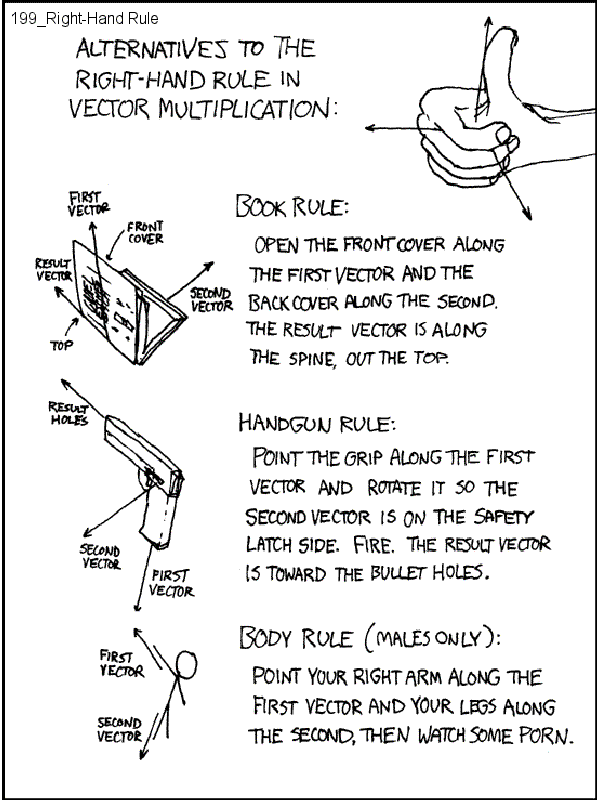 199_Right-Hand Rule
ALTERNATIVES TO THE
RIGHT-HAND RULE IN
VECTOR MULTIPLICATION:
BOOK RULE:
OPEN THE FRONT COVER ALONG
THE FIRST VECTOR AND THE
BACK COVER ALONG THE SECOND.
THE RESULT VECTOR IS ALONG
THE SPINE, OUT THE TOP.
FIRST
VECTOR
FRONT
COVER
RESULT
VECTOR
SECOND
VECTOR
TOP
HANDGUN RULE:
POINT THE GRIP ALONG THE FIRST
VECTOR AND ROTATE IT SO THE
SECOND VECTOR IS ON THE SAFETY
LATCH SIDE. FIRE. THE RESULT VECTOR
IS TOWARD THE BULLET HOLES.
RESULT
HOLES
SECOND
VECTOR
FIRST
VECTOR
BODY RULE (MALES ONLY):
POINT YOUR RIGHT ARM ALONG THE
FIRST VECTOR AND YOUR LEGS ALONG
THE SECOND, THEN WATCH SOME PORN.
FIRST
VECTOR
SECOND
VECTOR